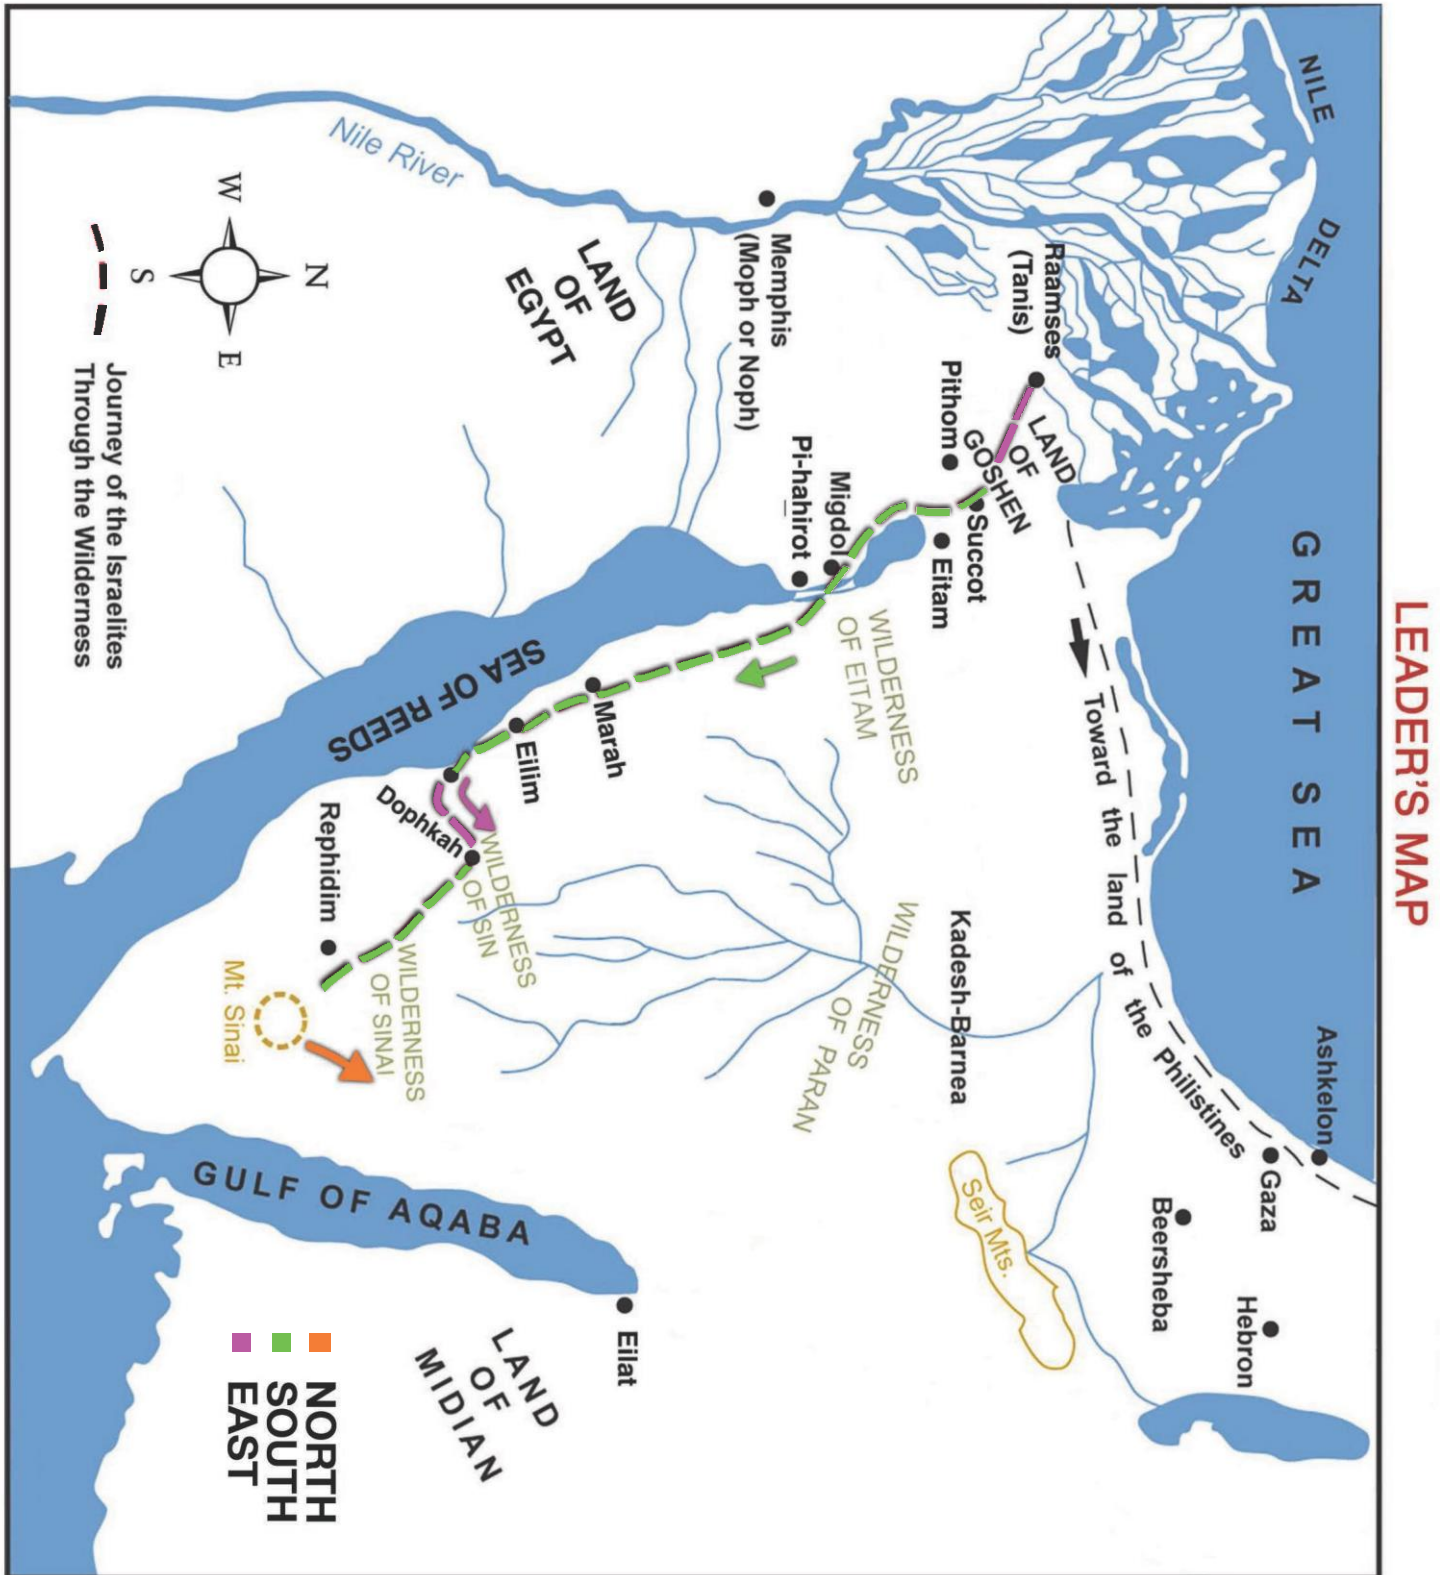 LEADER'S MAP
NILE
DELTA
GREAT SEA
Ashkelon
Gaza
Hebron
Beersheba
Toward the land of the Philistines
Raamses
(Tanis)
LAND
OF
GOSHEN
Pithom
Succot
Eitam
Kadesh-Barnea
Seir Mts.
WILDERNESS
OF EITAM
WILDERNESS
OF PARAN
Migdol
Pi-hahirot
Memphis
(Moph or Noph)
Nile River
LAND
OF
EGYPT
Marah
Eilim
SEA OF REEDS
Dophkah
WILDERNESS
OF SIN
Rephidim
WILDERNESS
OF SINAI
Mt. Sinai
Eilat
GULF OF AQABA
LAND
OF
MIDIAN
N
W
E
S
Journey of the Israelites
Through the Wilderness
NORTH
SOUTH
EAST